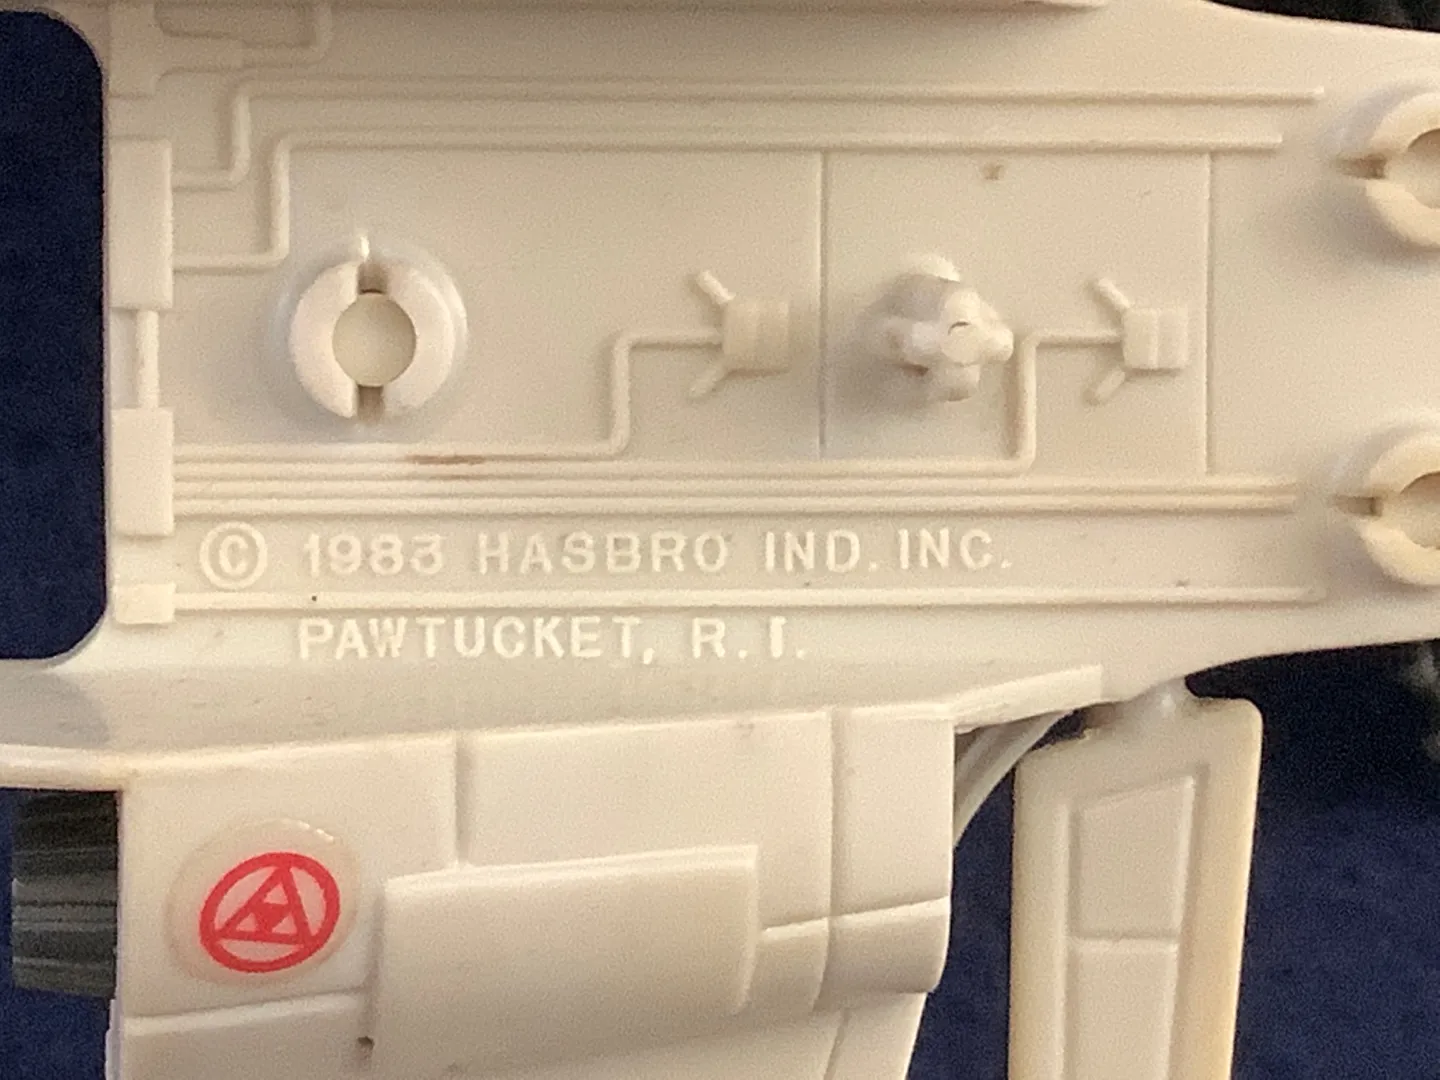 © 1983 HASBRO IND. INC.
PAWTUCKET, R.I.